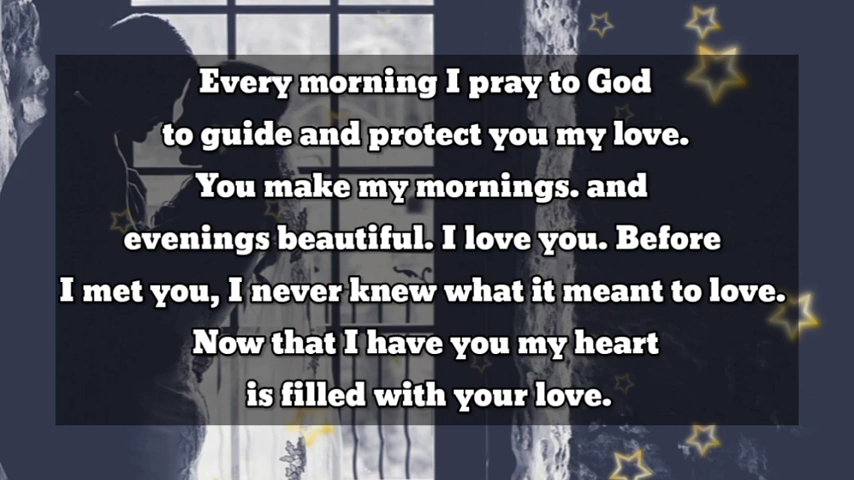 Every morning I pray to God
to guide and protect you my love.
You make my mornings. and
evenings beautiful. I love you. Before
I met you, I never knew what it meant to love.
Now that I have you my heart
is filled with your love.